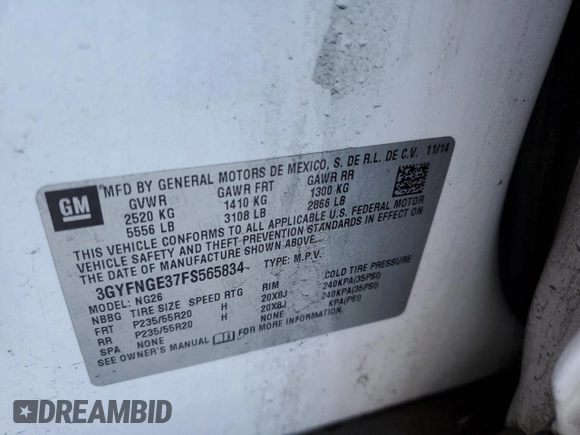 GM
MFD BY GENERAL MOTORS DE MEXICO, S. DE R.L. DE C.V. 11/14
GVWR GAWR FRT GAWR RR
2520 KG 1410 KG 1300 KG
5556 LB 3108 LB 2866 LB
THIS VEHICLE CONFORMS TO ALL APPLICABLE U.S. FEDERAL MOTOR
VEHICLE SAFETY AND THEFT PREVENTION STANDARDS IN EFFECT ON
THE DATE OF MANUFACTURE SHOWN ABOVE.
3GYFNGE37FS565834 TYPE: M.P.V.
MODEL: NG26
NBBG TIRE SIZE SPEED RTG RIM COLD TIRE PRESSURE
FRT P235/55R20 H 20X8J 240KPA(35PSI)
RR P235/55R20 H 20X8J 240KPA(35PSI)
SPA NONE NONE KPA(PSI)
SEE OWNER'S MANUAL FOR MORE INFORMATION.
DREAMBID